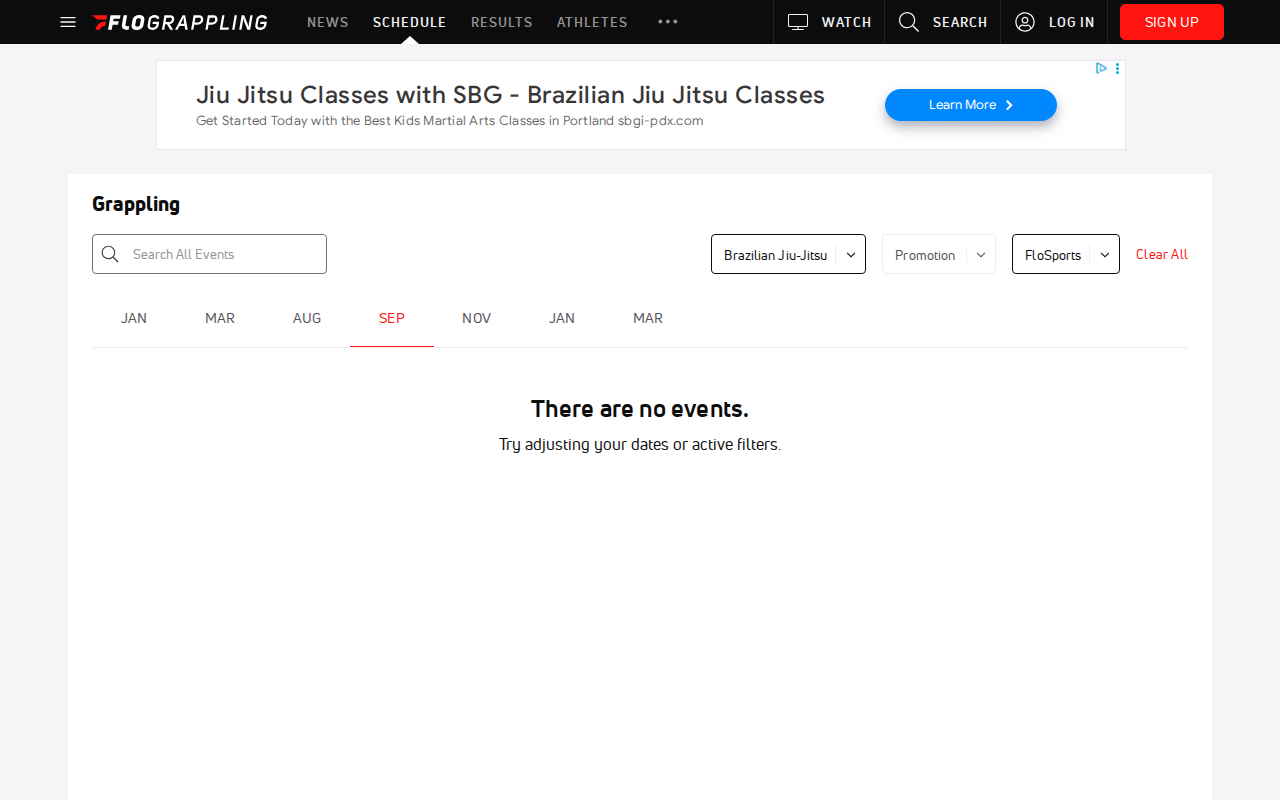 FLOGRAPPLING NEWS SCHEDULE RESULTS ATHLETES WATCH SEARCH LOG IN SIGN UP
Jiu Jitsu Classes with SBG - Brazilian Jiu Jitsu Classes
Get Started Today with the Best Kids Martial Arts Classes in Portland sbgi-pdx.com
Learn More
Grappling
Search All Events Brazilian Jiu-Jitsu Promotion FloSports Clear All
JAN MAR AUG SEP NOV JAN MAR
There are no events.
Try adjusting your dates or active filters.